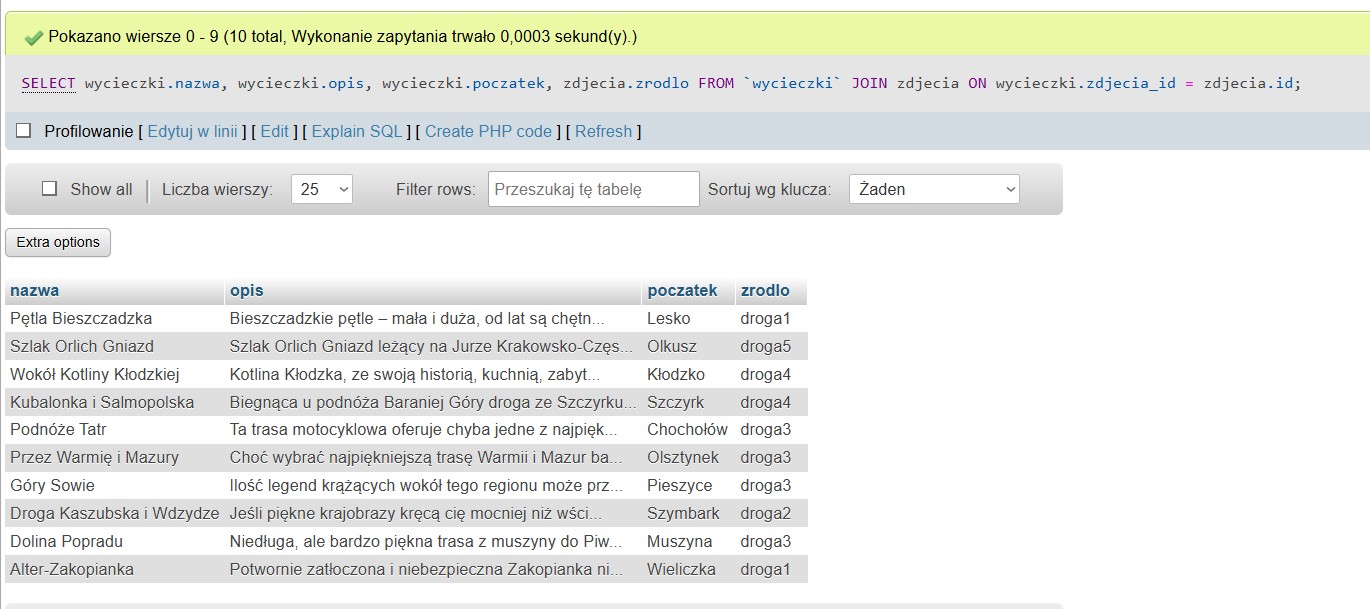 Pokazano wiersze 0 - 9 (10 total, Wykonanie zapytania trwało 0,0003 sekund(y).)
SELECT wycieczki.nazwa, wycieczki.opis, wycieczki.poczatek, zdjecia.zrodlo FROM `wycieczki` JOIN zdjecia ON wycieczki.zdjecia_id = zdjecia.id;
Profilowanie [ Edytuj w linii ] [ Edit ] [ Explain SQL ] [ Create PHP code ] [ Refresh ]
Show all | Liczba wierszy: 25 Filter rows: Przeszukaj tę tabelę Sortuj wg klucza: Żaden
Extra options
nazwa opis poczatek zrodlo
Pętla Bieszczadzka Bieszczadzkie pętle – mała i duża, od lat są chętn... Lesko droga1
Szlak Orlich Gniazd Szlak Orlich Gniazd leżący na Jurze Krakowsko-Częs... Olkusz droga5
Wokół Kotliny Kłodzkiej Kotlina Kłodzka, ze swoją historią, kuchnią, zabyt... Kłodzko droga4
Kubalonka i Salmopolska Biegnąca u podnóża Baraniej Góry droga ze Szczyrku... Szczyrk droga4
Podnóże Tatr Ta trasa motocyklowa oferuje chyba jedne z najpięk... Chochołów droga3
Przez Warmię i Mazury Choć wybrać najpiękniejszą trasę Warmii i Mazur ba... Olsztynek droga3
Góry Sowie Ilość legend krążących wokół tego regionu może prz... Pieszyce droga3
Droga Kaszubska i Wdzydze Jeśli piękne krajobrazy kręcą cię mocniej niż wści... Szymbark droga2
Dolina Popradu Niedługa, ale bardzo piękna trasa z muszyny do Piw... Muszyna droga3
Alter-Zakopianka Potwornie zatłoczona i niebezpieczna Zakopianka ni... Wieliczka droga1